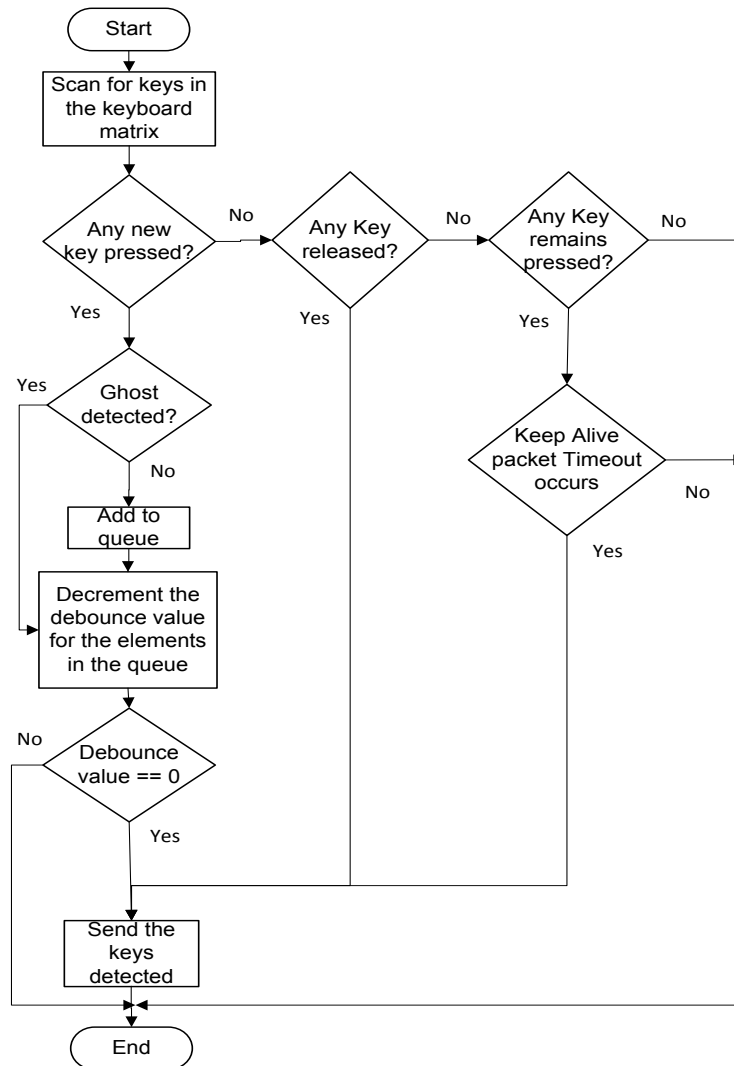 Start
Scan for keys in
the keyboard
matrix
Any new
key pressed?
No
Any Key
released?
No
Any Key
remains
pressed?
No
Yes
Yes
Yes
Yes
Ghost
detected?
No
Keep Alive
packet Timeout
occurs
No
Yes
Add to
queue
Decrement the
debounce value
for the elements
in the queue
No
Debounce
value == 0
Yes
Send the
keys
detected
End